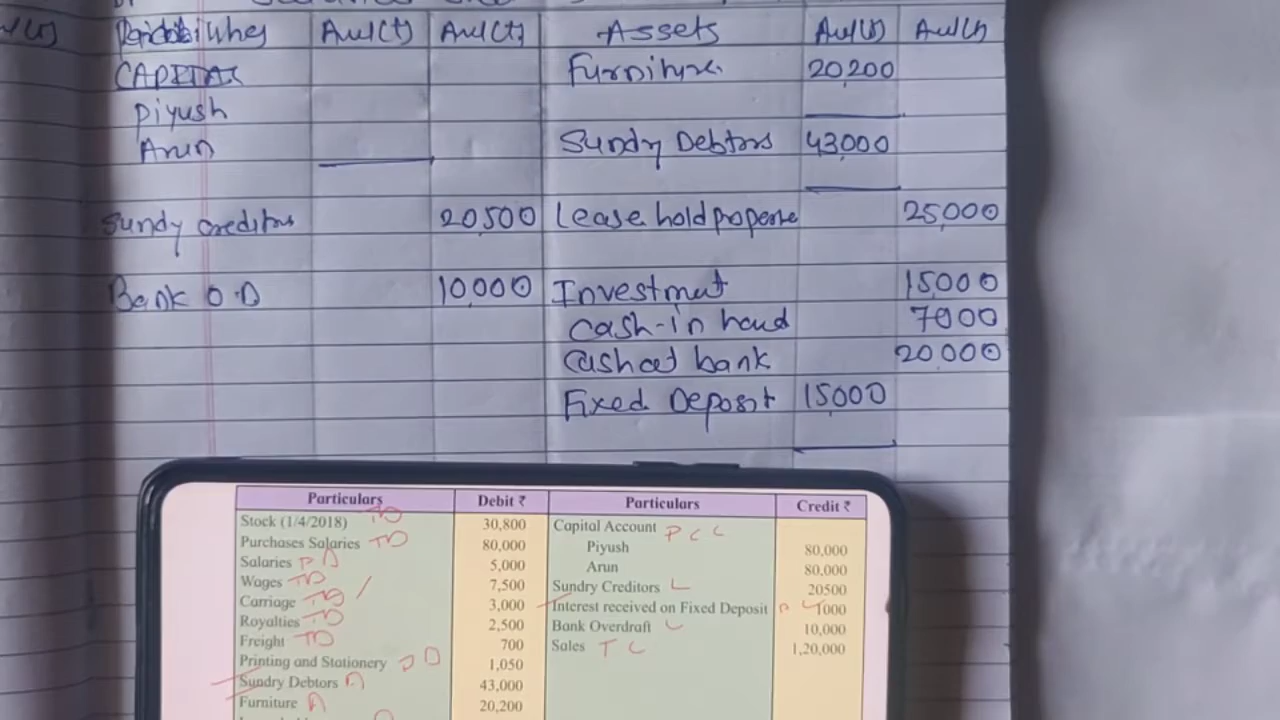 Amt(₹) Amt(₹) Assets Amt(₹) Amt(₹)
CAPITAL Furniture 20,200
Piyush
Arun Sundry Debtors 43,000
Sundry creditors 20,500 Lease hold 25,000
Bank O.D 10,000 Investment 15,000
Cash-in hand 7000
Cash at bank 20,000
Fixed Deposit 15000
Particulars Debit ₹ Particulars Credit ₹
Stock (1/4/2018) 30,800 Capital Account
Purchases Salaries 80,000 Piyush 80,000
Salaries 5,000 Arun 80,000
Wages 7,500 Sundry Creditors 20500
Carriage 3,000 Interest received on Fixed Deposit 1000
Royalties 2,500 Bank Overdraft 10,000
Freight 700 Sales 1,20,000
Printing and Stationery 1,050
Sundry Debtors 43,000
Furniture 20,200